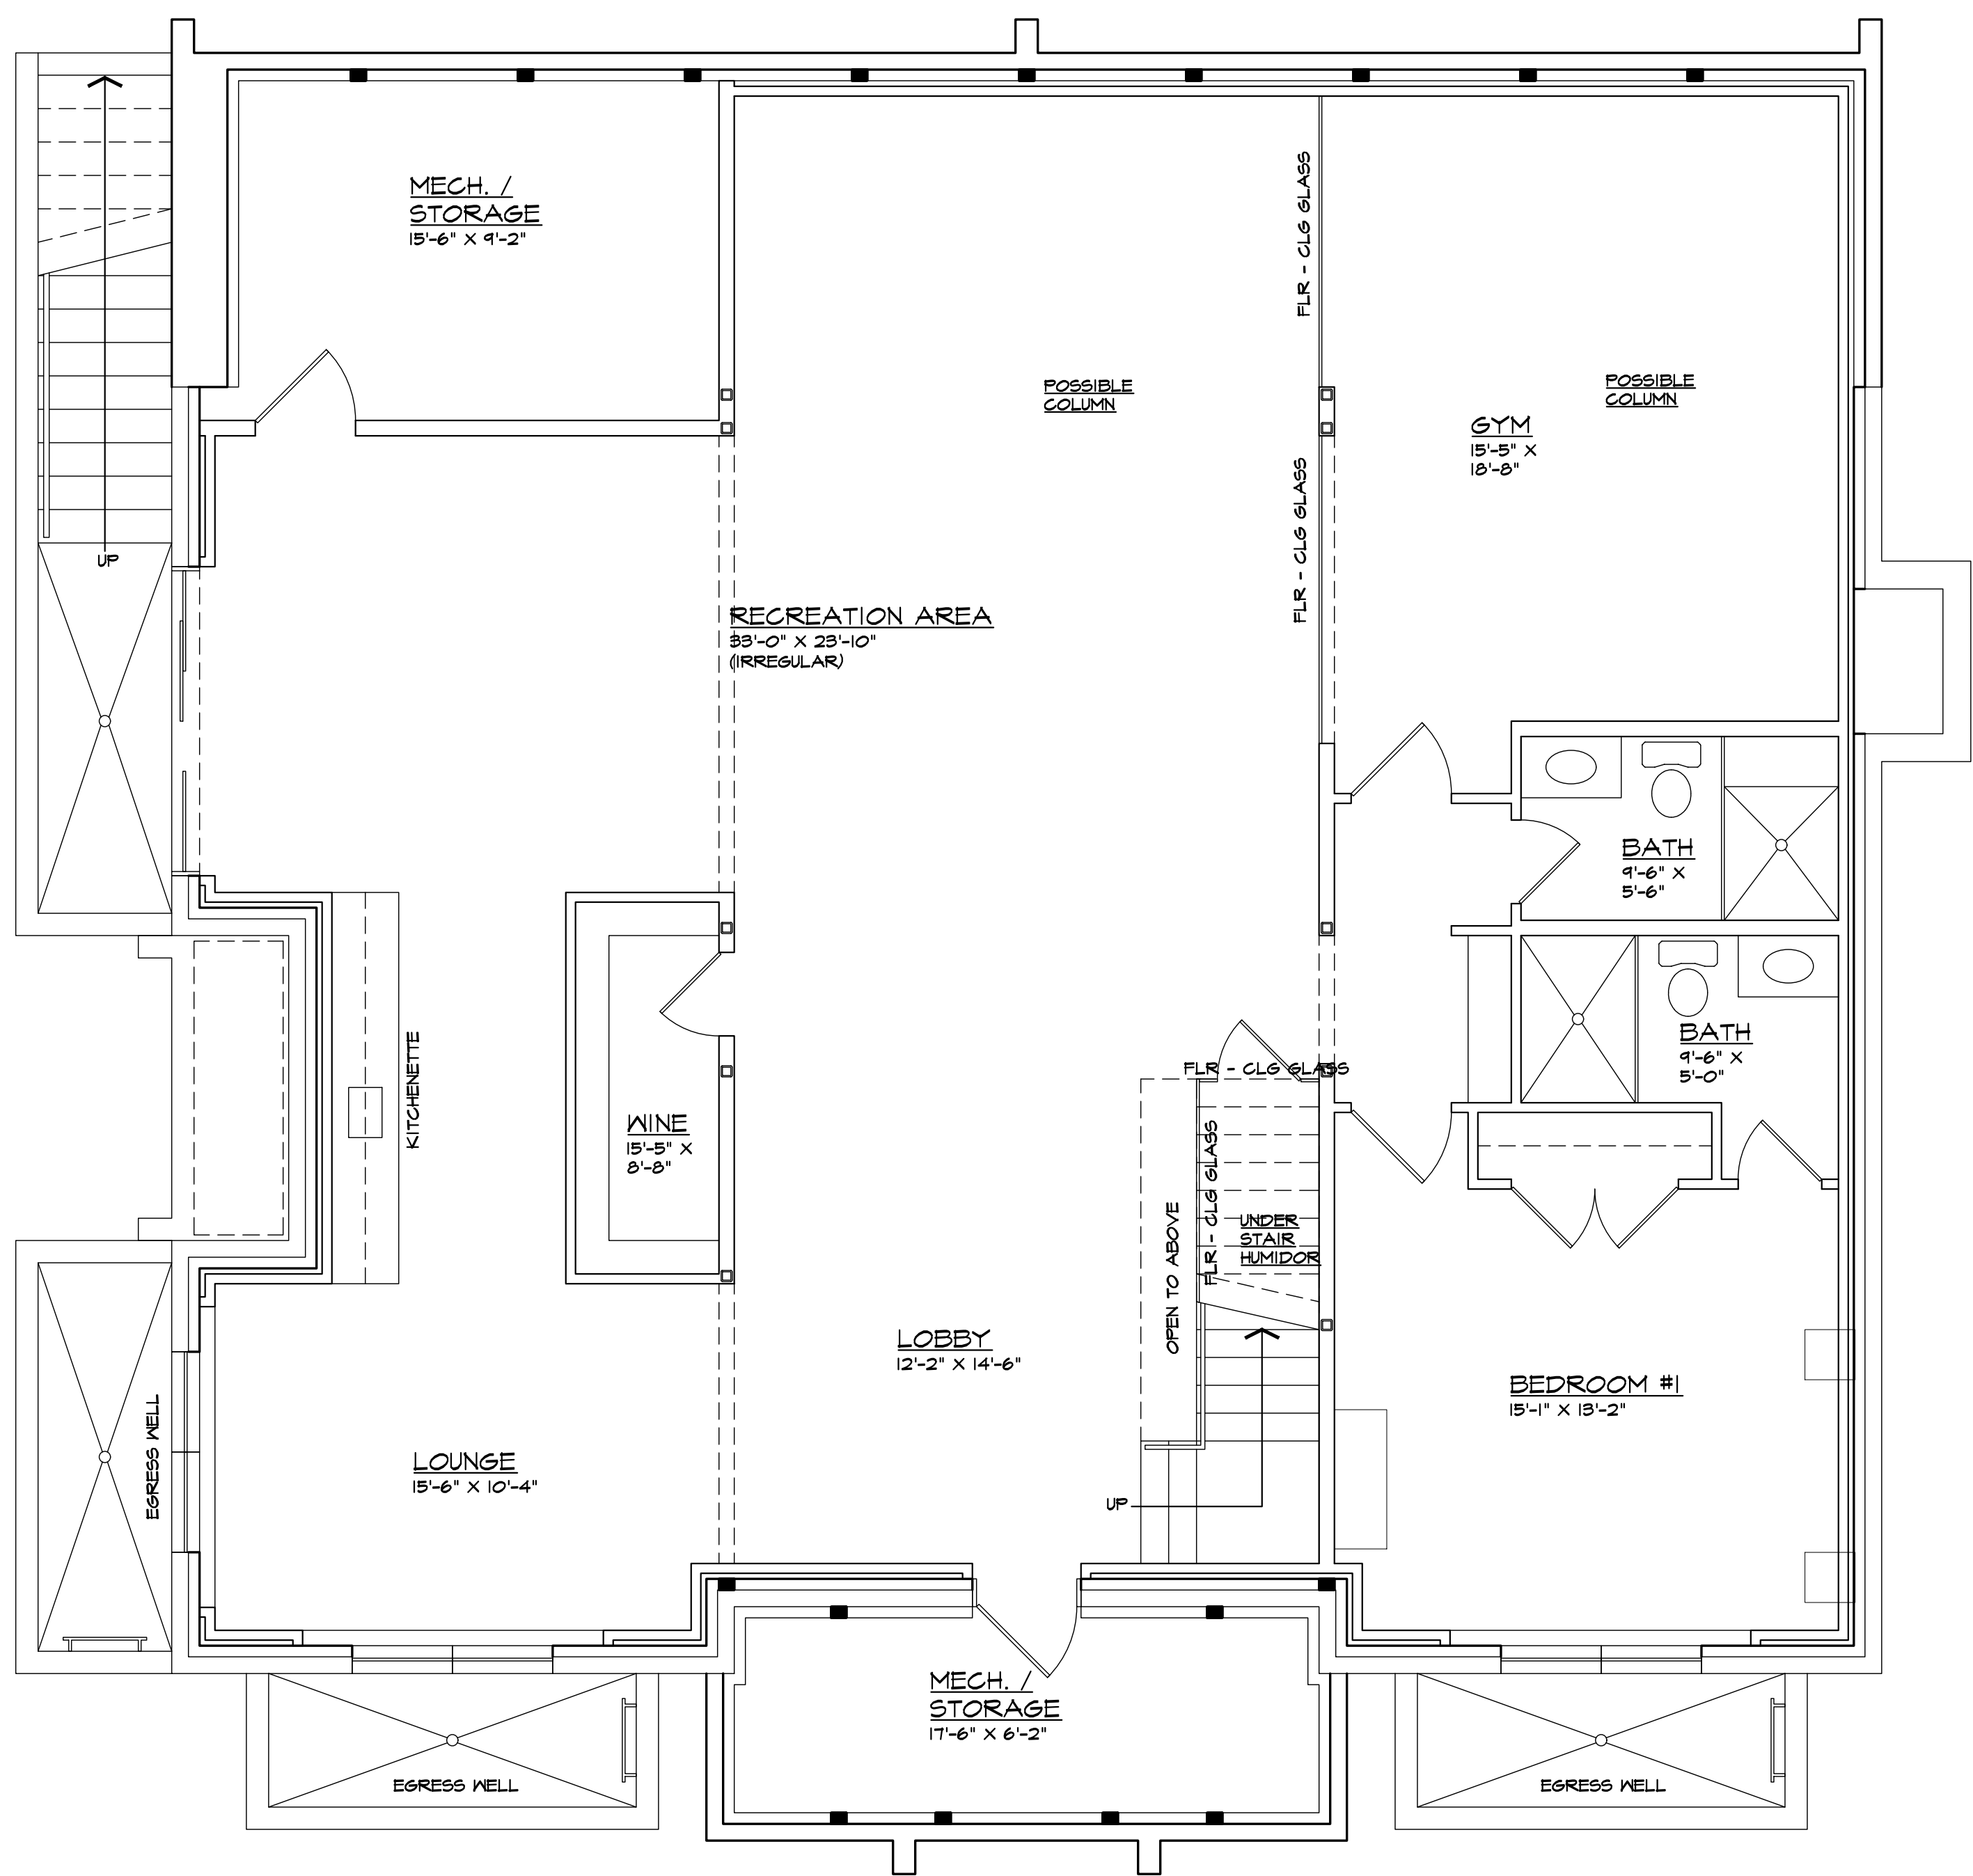 MECH. /
STORAGE
15'-6" X 9'-2"
FLR - CLG GLASS
POSSIBLE
COLUMN
POSSIBLE
COLUMN
GYM
15'-5" X
18'-8"
FLR - CLG GLASS
UP
RECREATION AREA
33'-0" X 23'-10"
(IRREGULAR)
BATH
9'-6" X
5'-6"
BATH
9'-6" X
5'-0"
KITCHENETTE
FLR - CLG GLASS
WINE
15'-5" X
8'-8"
FLR - CLG GLASS
OPEN TO ABOVE
UNDER
STAIR
HUMIDOR
LOBBY
12'-2" X 14'-6"
BEDROOM #1
15'-1" X 13'-2"
EGRESS WELL
LOUNGE
15'-6" X 10'-4"
UP
MECH. /
STORAGE
17'-6" X 6'-2"
EGRESS WELL
EGRESS WELL